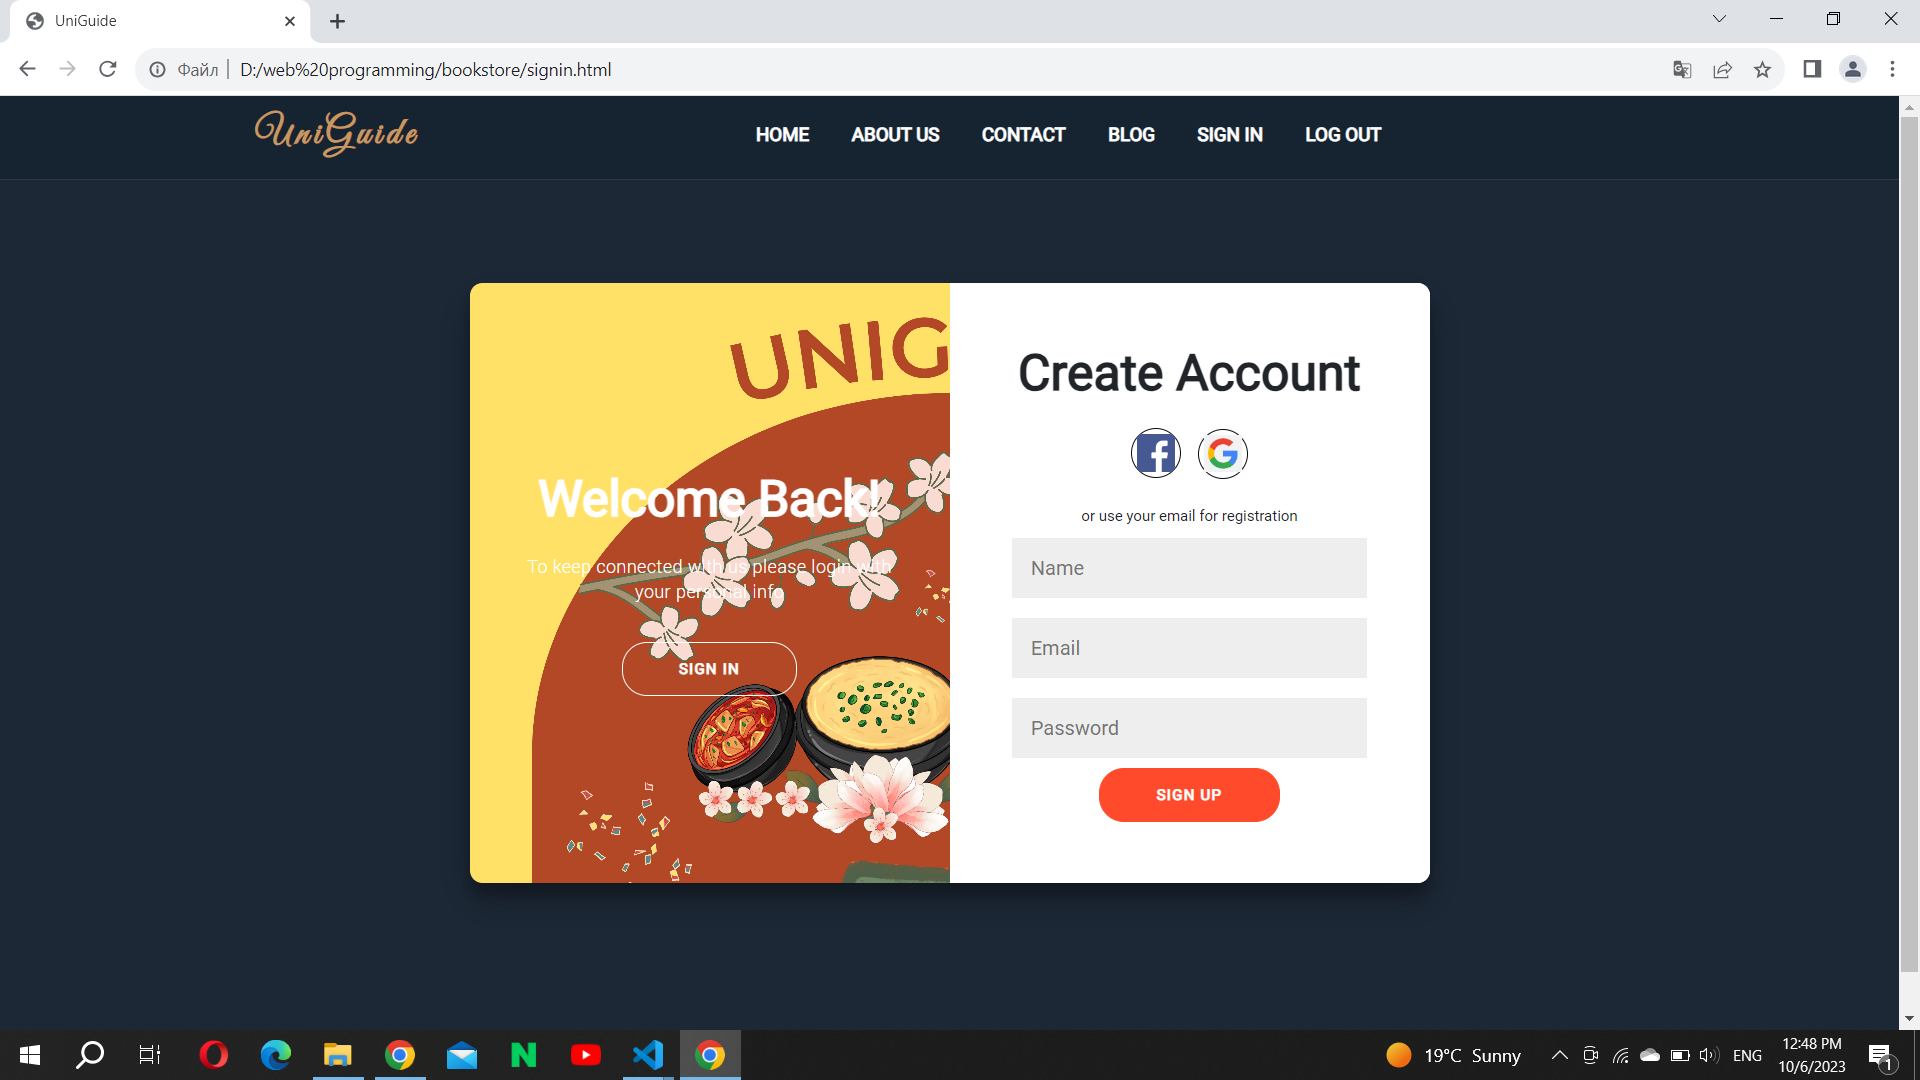 UniGuide
Файл
D:/web%20programming/bookstore/signin.html
UniGuide
HOME ABOUT US CONTACT BLOG SIGN IN LOG OUT
UNIG
Welcome Back!
To keep connected with us please login with
your personal info
SIGN IN
Create Account
or use your email for registration
Name
Email
Password
SIGN UP
19°C Sunny
ENG
12:48 PM
10/6/2023
1